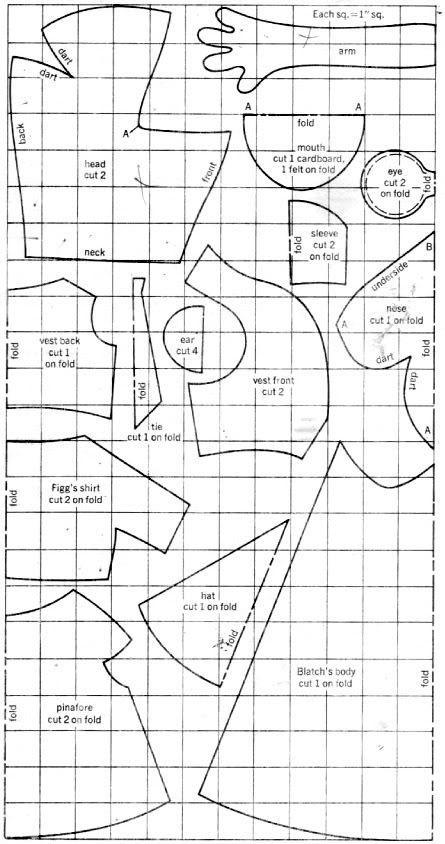 Each sq. = 1" sq.
arm
dart
dart
back
A
head
cut 2
front
neck
A
A
fold
mouth
cut 1 cardboard,
1 felt on fold
eye
cut 2
on fold
fold
sleeve
cut 2
on fold
fold
B
underside
nose
cut 1 on fold
A
fold
dart
dart
A
vest back
cut 1
on fold
fold
fold
tie
cut 1 on fold
ear
cut 4
vest front
cut 2
Figg's shirt
cut 2 on fold
fold
hat
cut 1 on fold
fold
Blatch's body
cut 1 on fold
fold
pinafore
cut 2 on fold
fold